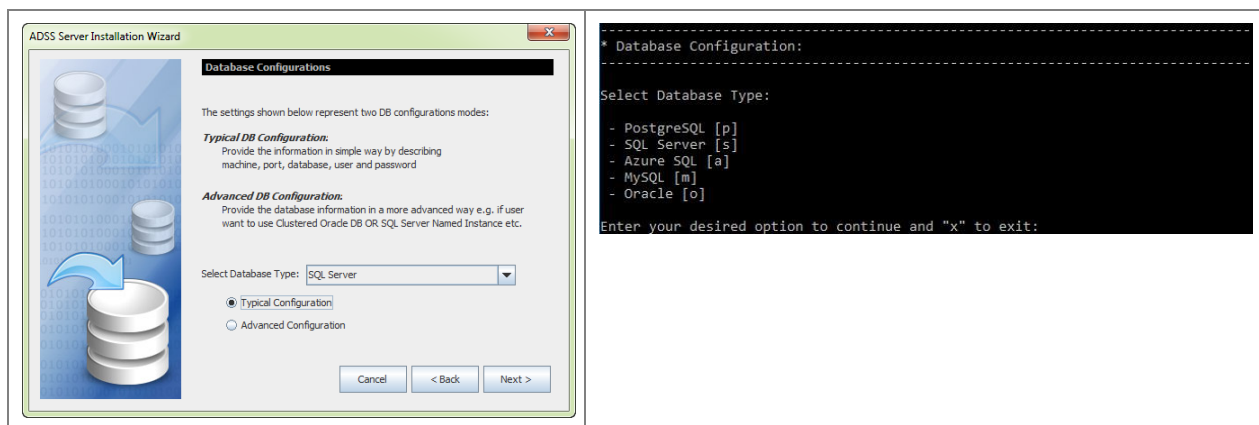 ADSS Server Installation Wizard
Database Configurations
The settings shown below represent two DB configurations modes:
Typical DB Configuration:
Provide the information in simple way by describing
machine, port, database, user and password
Advanced DB Configuration:
Provide the database information in a more advanced way e.g. if user
want to use Clustered Oracle DB OR SQL Server Named Instance etc.
Select Database Type: SQL Server
Typical Configuration
Advanced Configuration
Cancel < Back Next >
* Database Configuration:
Select Database Type:
- PostgreSQL [p]
- SQL Server [s]
- Azure SQL [a]
- MySQL [m]
- Oracle [o]
Enter your desired option to continue and "x" to exit: